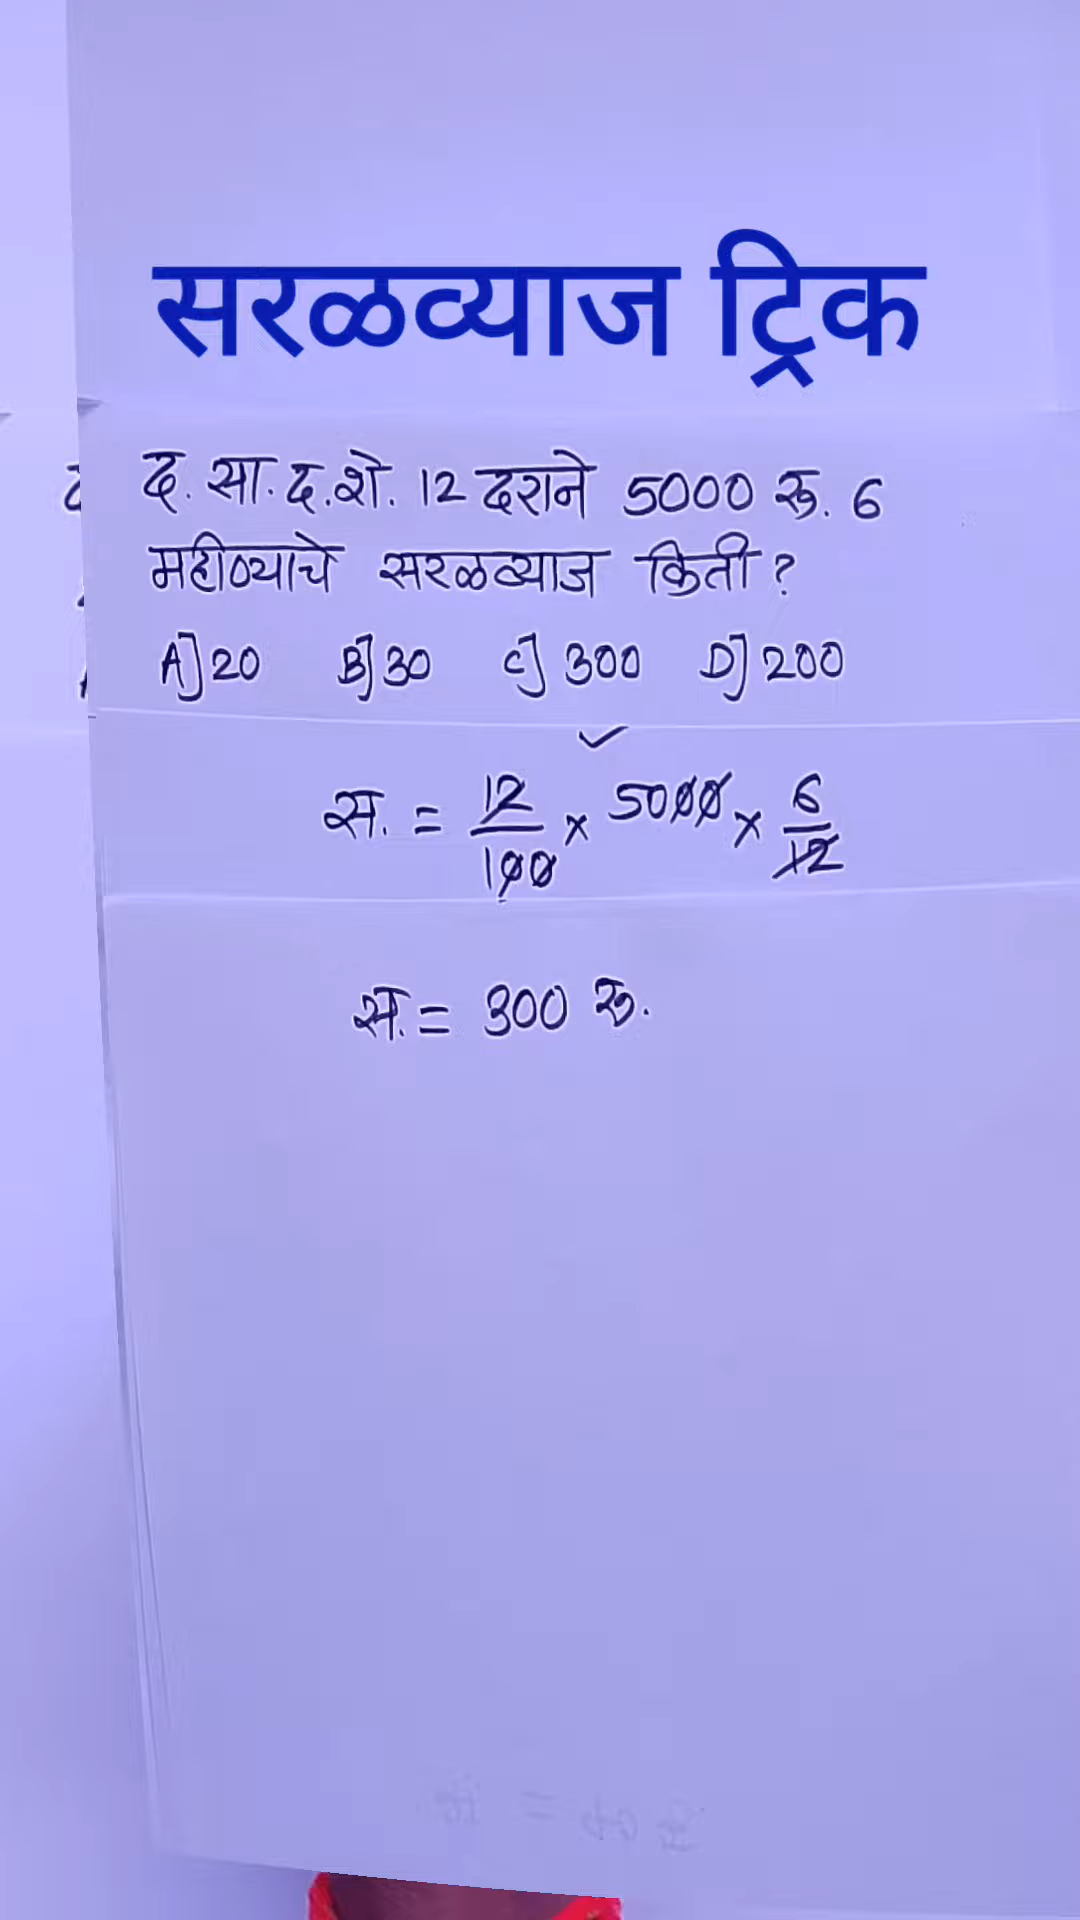 सरळव्याज ट्रिक
द. सा. द. शे. 12 दराने 5000 रु. 6
महीण्याचे सरळव्याज किती ?
A] 20 B] 30 C] 300 D] 200
✓
स. = 12/100 × 5000 × 6/12
स. = 300 रु.